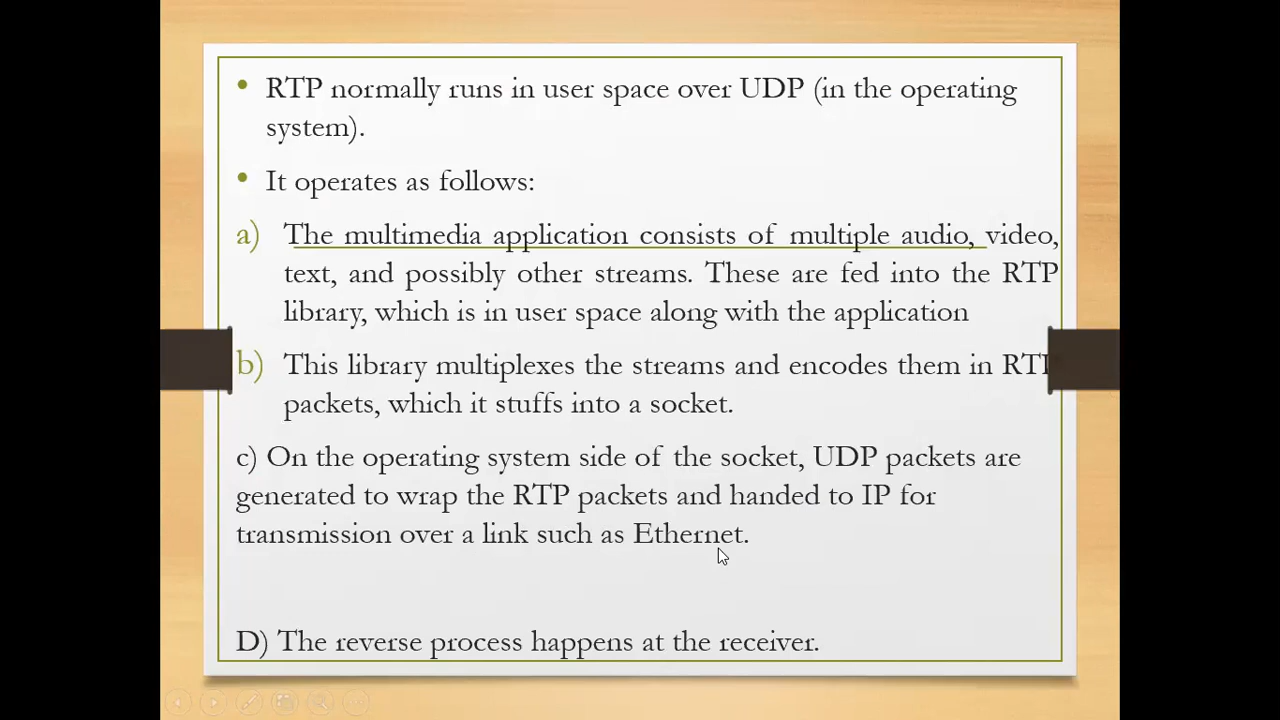 • RTP normally runs in user space over UDP (in the operating
system).
• It operates as follows:
a) The multimedia application consists of multiple audio, video,
text, and possibly other streams. These are fed into the RTP
library, which is in user space along with the application
b) This library multiplexes the streams and encodes them in RTP
packets, which it stuffs into a socket.
c) On the operating system side of the socket, UDP packets are
generated to wrap the RTP packets and handed to IP for
transmission over a link such as Ethernet.
D) The reverse process happens at the receiver.